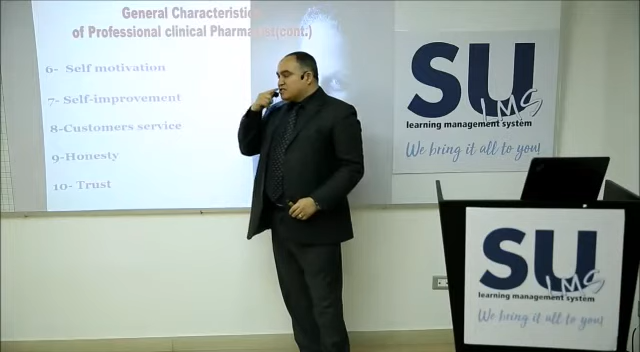 General Characteristics
of Professional clinical Pharmacist(cont.)
6- Self motivation
7- Self-improvement
8-Customers service
9-Honesty
10- Trust
SU
LMS
learning management system
We bring it all to you!
SU
LMS
learning management system
We bring it all to you!